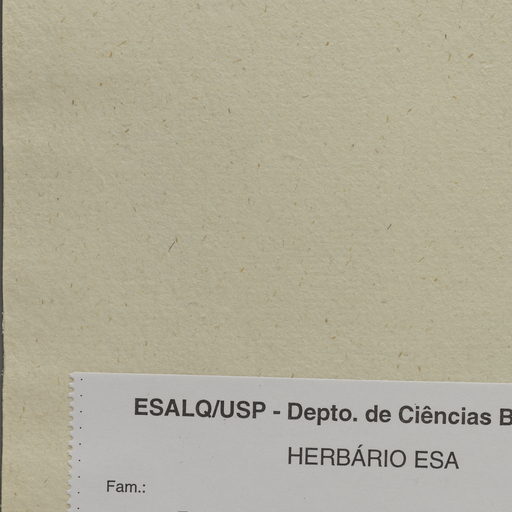 ESALQ/USP - Depto. de Ciências B
HERBÁRIO ESA
Fam.: